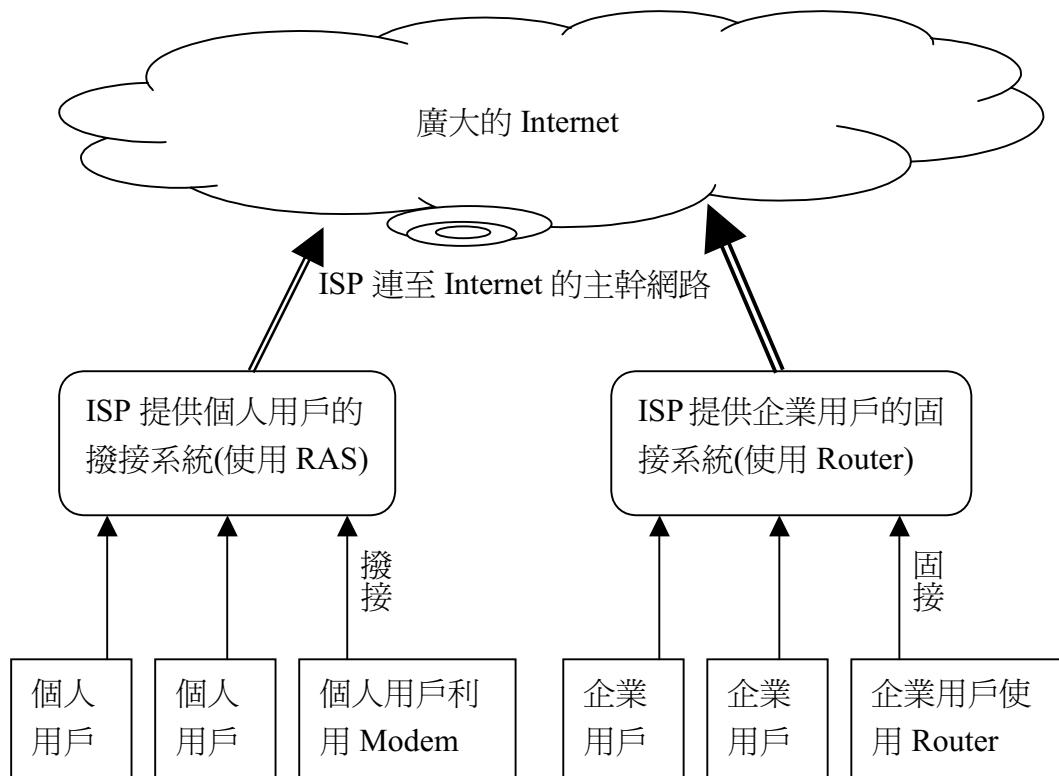 廣大的 Internet
ISP 連至 Internet 的主幹網路
ISP 提供個人用戶的
撥接系統(使用 RAS)
ISP 提供企業用戶的固
接系統(使用 Router)
撥接
固接
個人
用戶
個人
用戶
個人用戶利
用 Modem
企業
用戶
企業
用戶
企業用戶使
用 Router